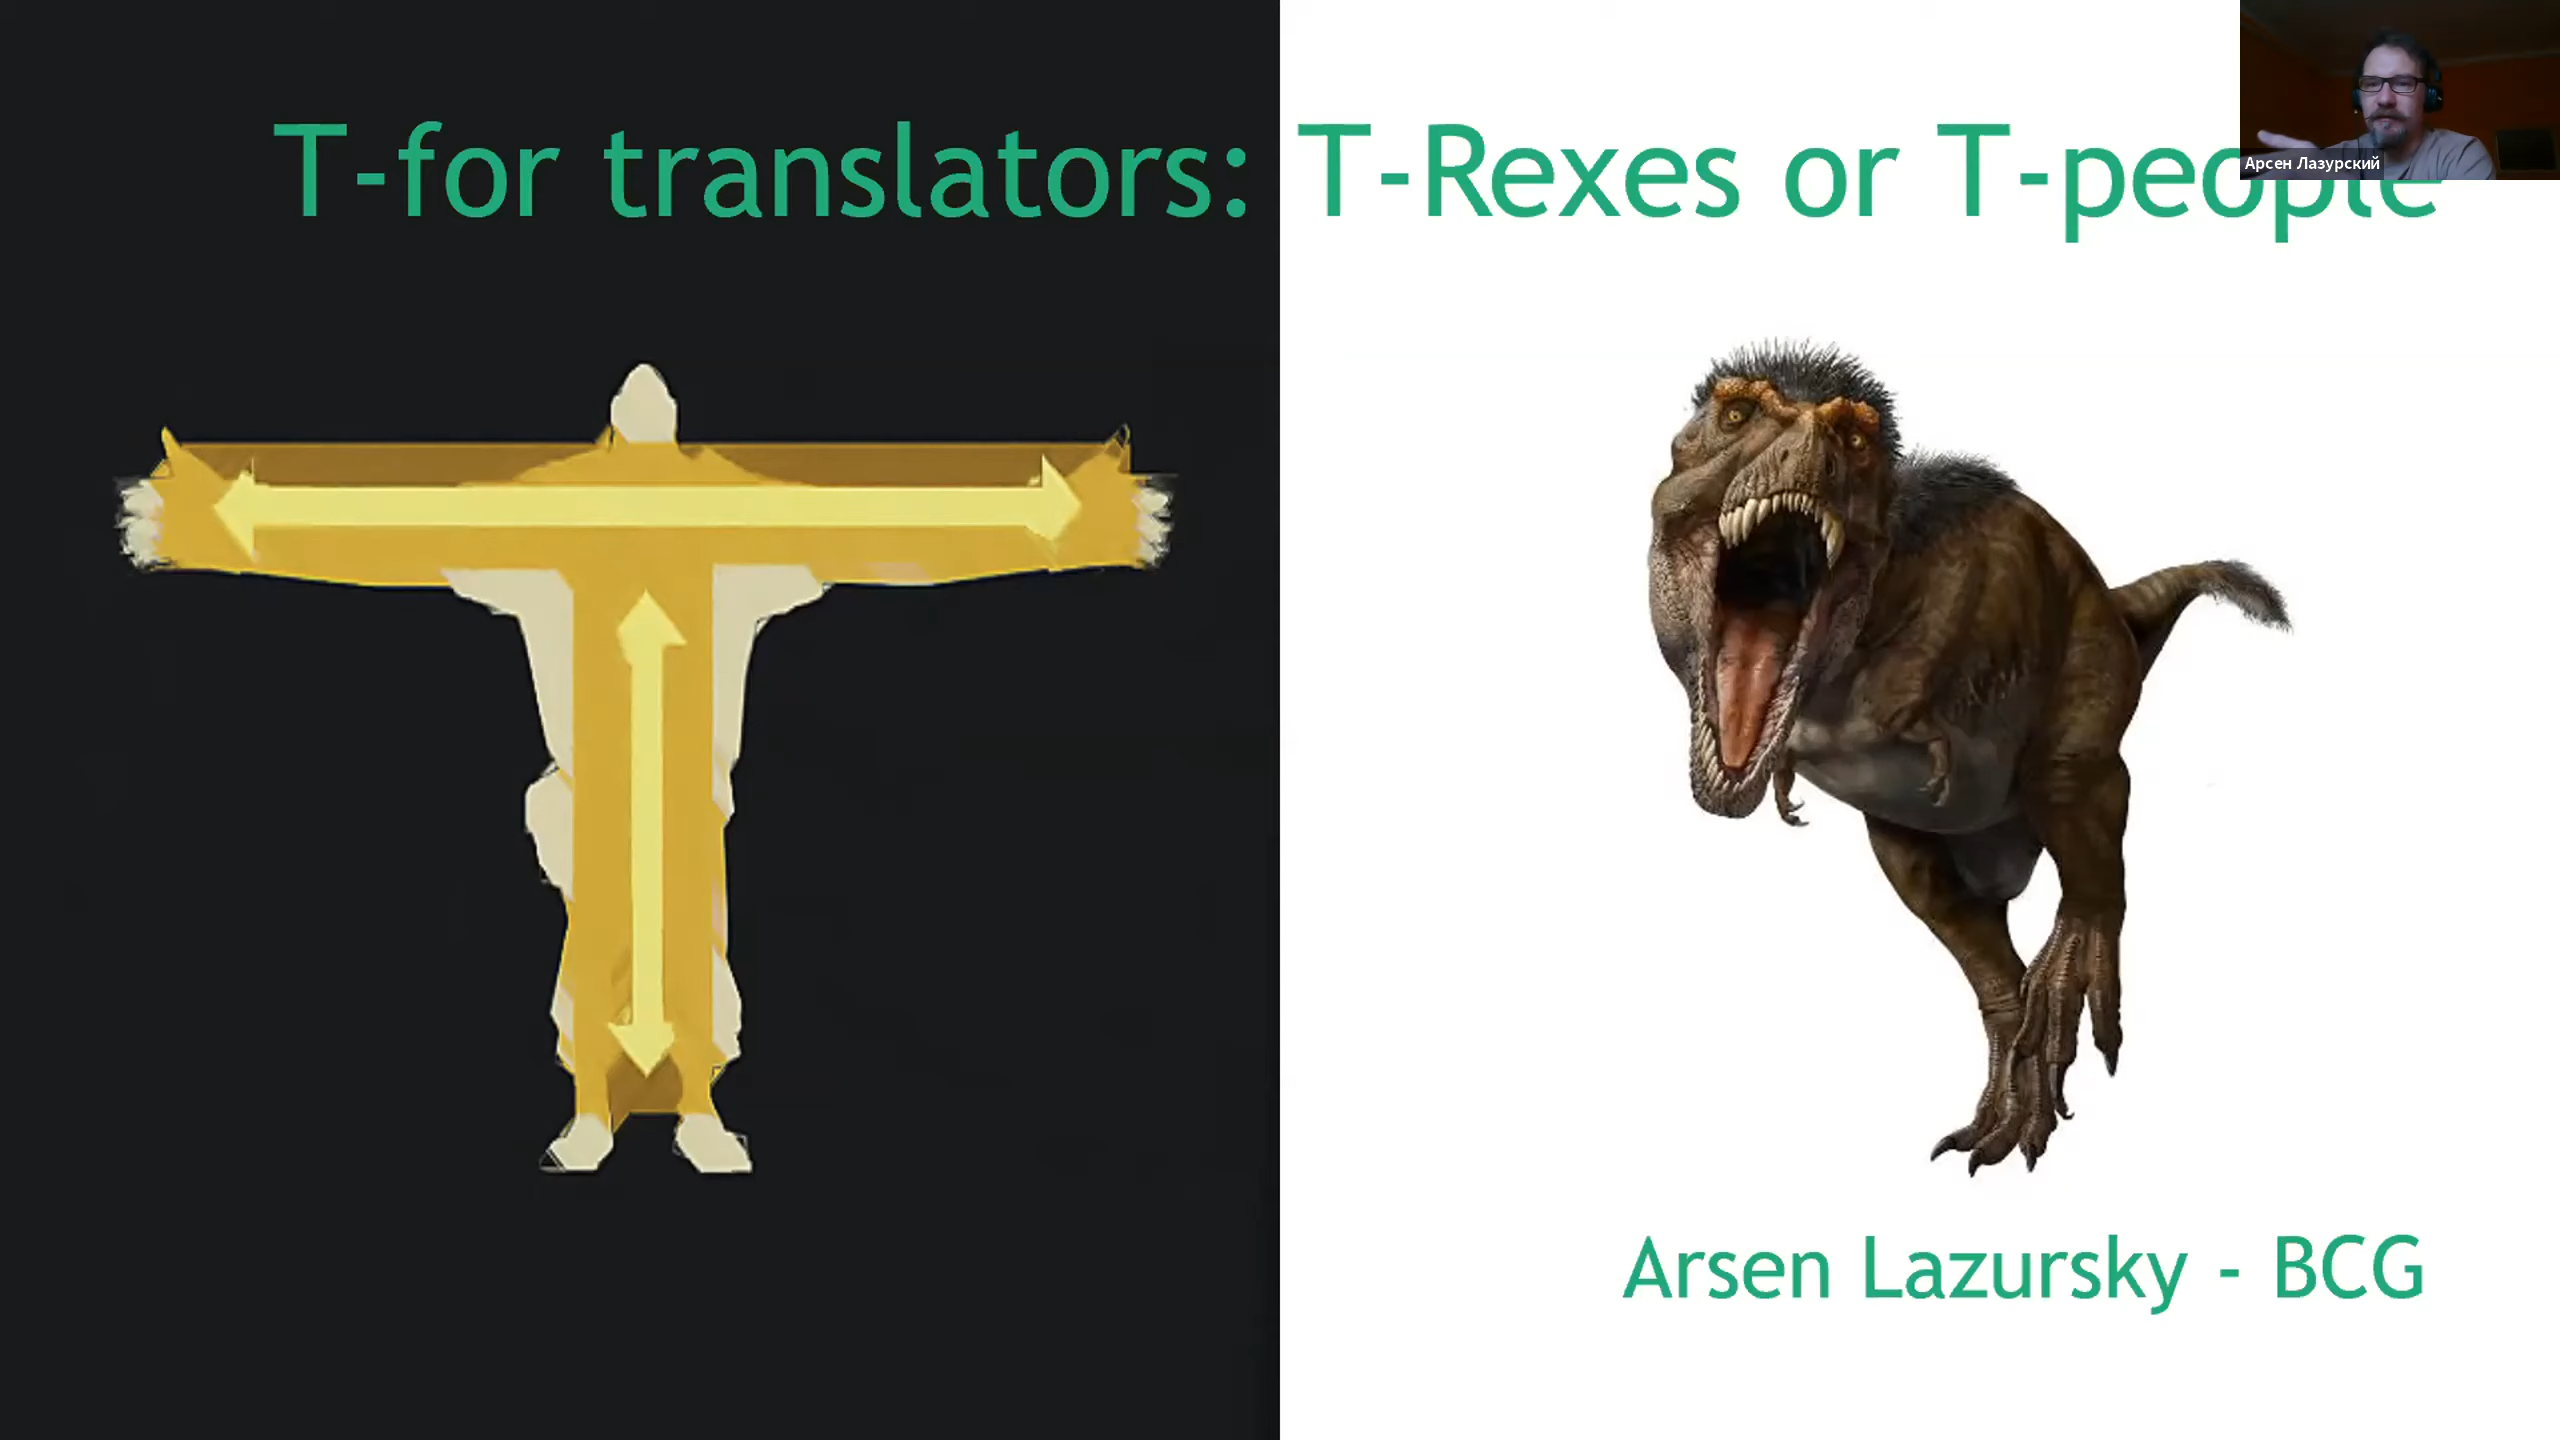 T-for translators: T-Rexes or T-people
Арсен Лазурский
Arsen Lazursky - BCG